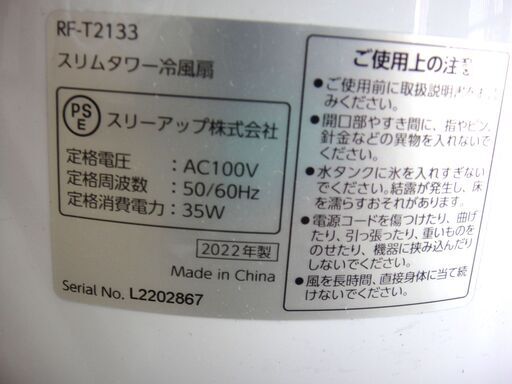 RF-T2133
スリムタワー冷風扇
PS
E
スリーアップ株式会社
定格電圧 : AC100V
定格周波数 : 50/60Hz
定格消費電力 : 35W
2022年製
Made in China
Serial No. L2202867
ご使用上の注意
●ご使用前に取扱説明書を
みください。
●開口部やすき間に、指やピン、
針金などの異物を入れないで
ください。
●水タンクに氷を入れすぎない
でください。結露が発生し、床
を濡らすおそれがあります。
●電源コードを傷つけたり、曲げ
たり、引っ張ったり、重いものを
のせたり、機器に挟み込んだり
しないでください。
●風を長時間、直接身体に当て続
けないでください。